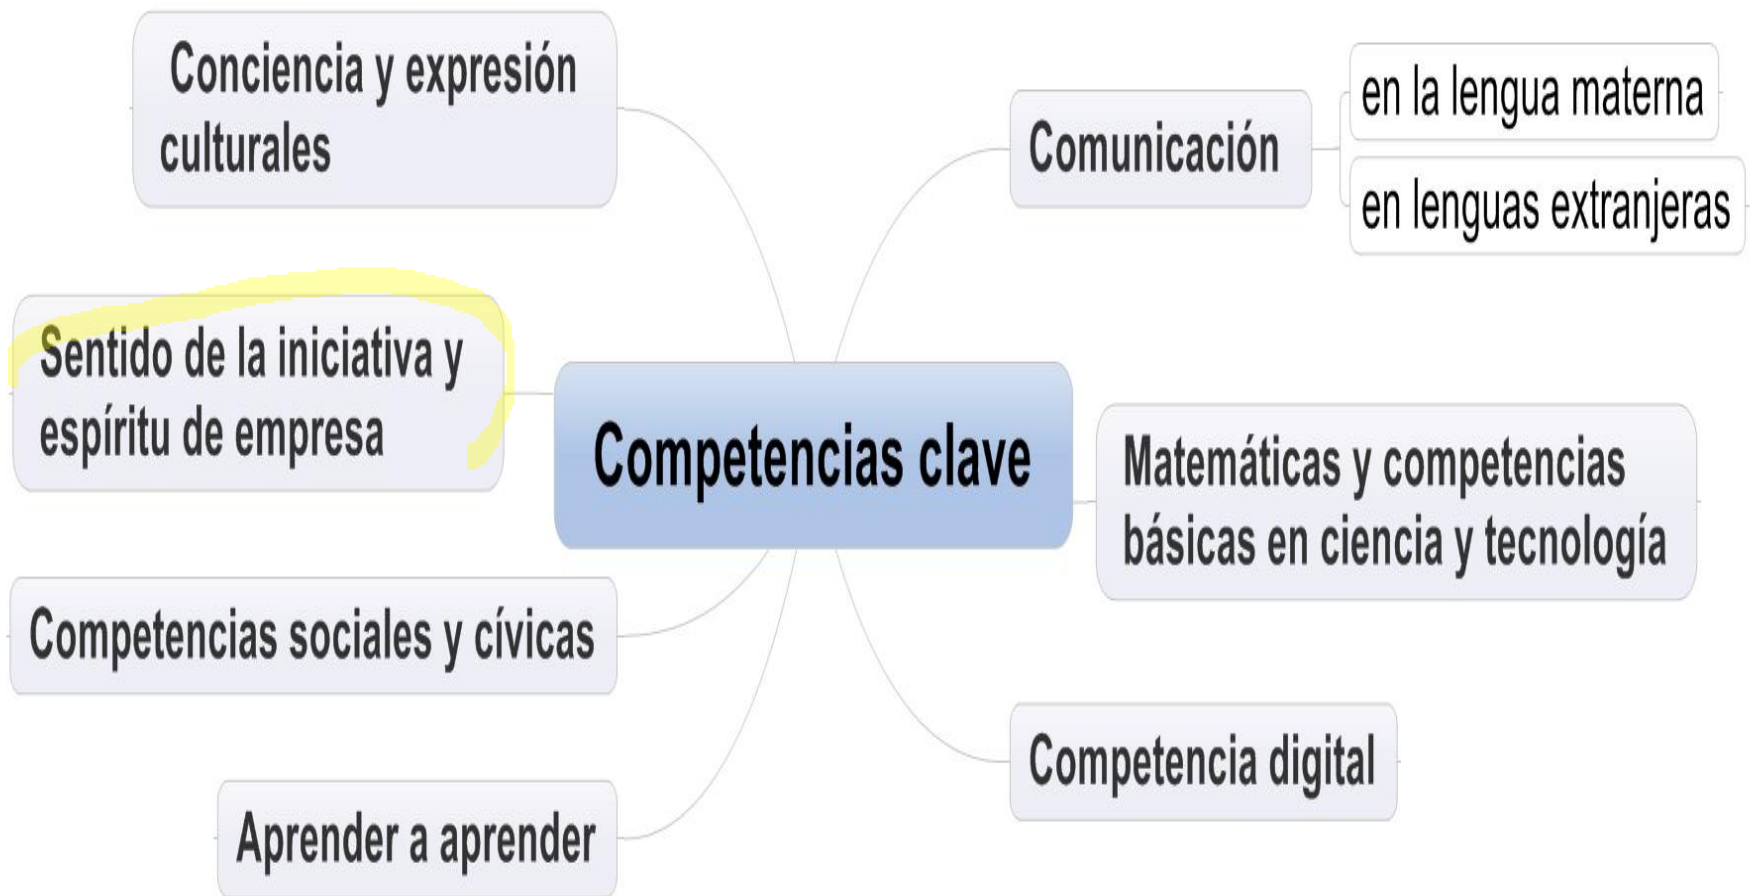 Conciencia y expresión
culturales
Sentido de la iniciativa y
espíritu de empresa
Competencias sociales y cívicas
Aprender a aprender
Competencias clave
Comunicación
en la lengua materna
en lenguas extranjeras
Matemáticas y competencias
básicas en ciencia y tecnología
Competencia digital